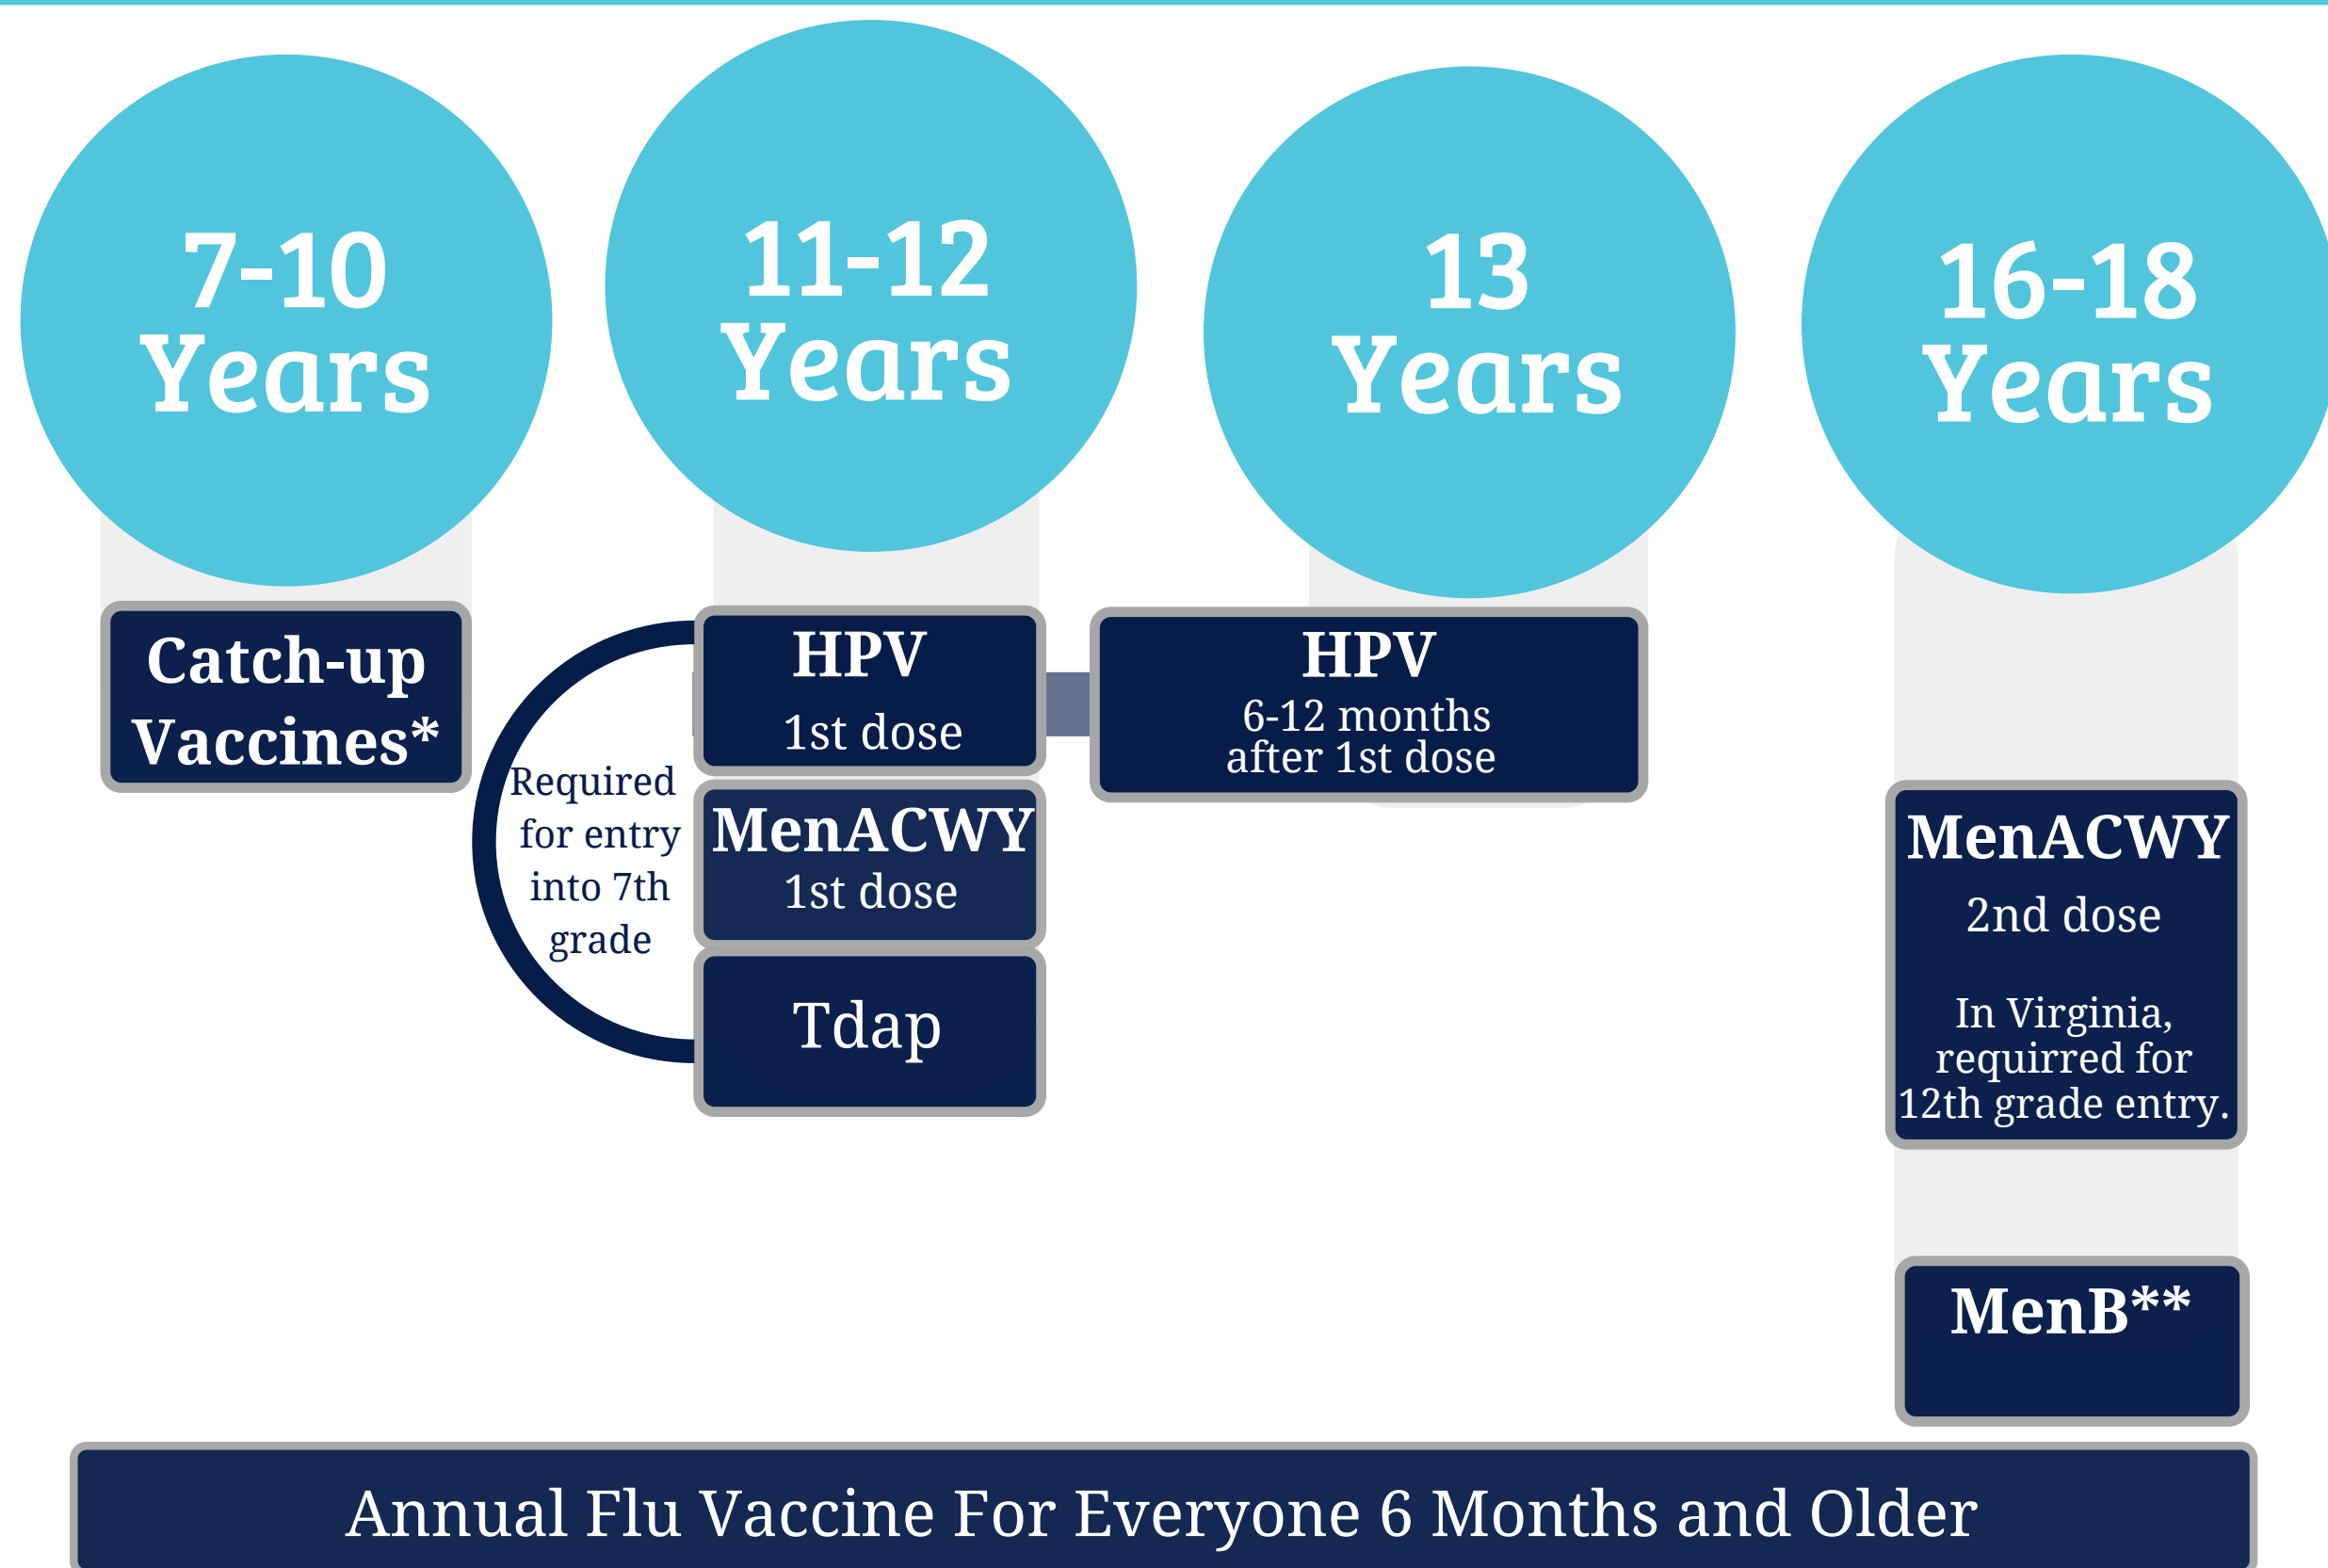 7-10
Years
11-12
Years
13
Years
16-18
Years
Catch-up
Vaccines*
Required
for entry
into 7th
grade
HPV
1st dose
MenACWY
1st dose
Tdap
HPV
6-12 months
after 1st dose
MenACWY
2nd dose
In Virginia,
requirred for
12th grade entry.
MenB**
Annual Flu Vaccine For Everyone 6 Months and Older